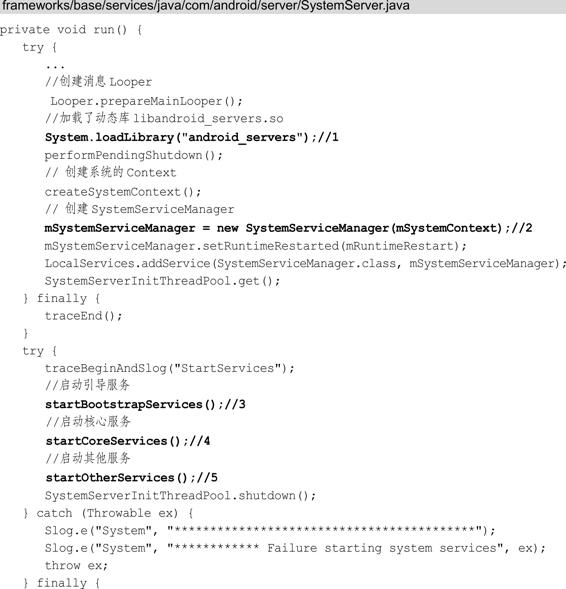 frameworks/base/services/java/com/android/server/SystemServer.java
private void run() {
try {
...
//创建消息 Looper
Looper.prepareMainLooper();
//加载了动态库 libandroid_servers.so
System.loadLibrary("android_servers");//1
performPendingShutdown();
// 创建系统的 Context
createSystemContext();
// 创建 SystemServiceManager
mSystemServiceManager = new SystemServiceManager(mSystemContext);//2
mSystemServiceManager.setRuntimeRestarted(mRuntimeRestart);
LocalServices.addService(SystemServiceManager.class, mSystemServiceManager);
SystemServerInitThreadPool.get();
} finally {
traceEnd();
}
try {
traceBeginAndSlog("StartServices");
//启动引导服务
startBootstrapServices();//3
//启动核心服务
startCoreServices();//4
//启动其他服务
startOtherServices();//5
SystemServerInitThreadPool.shutdown();
} catch (Throwable ex) {
Slog.e("System", "******************************************");
Slog.e("System", "************ Failure starting system services", ex);
throw ex;
} finally {